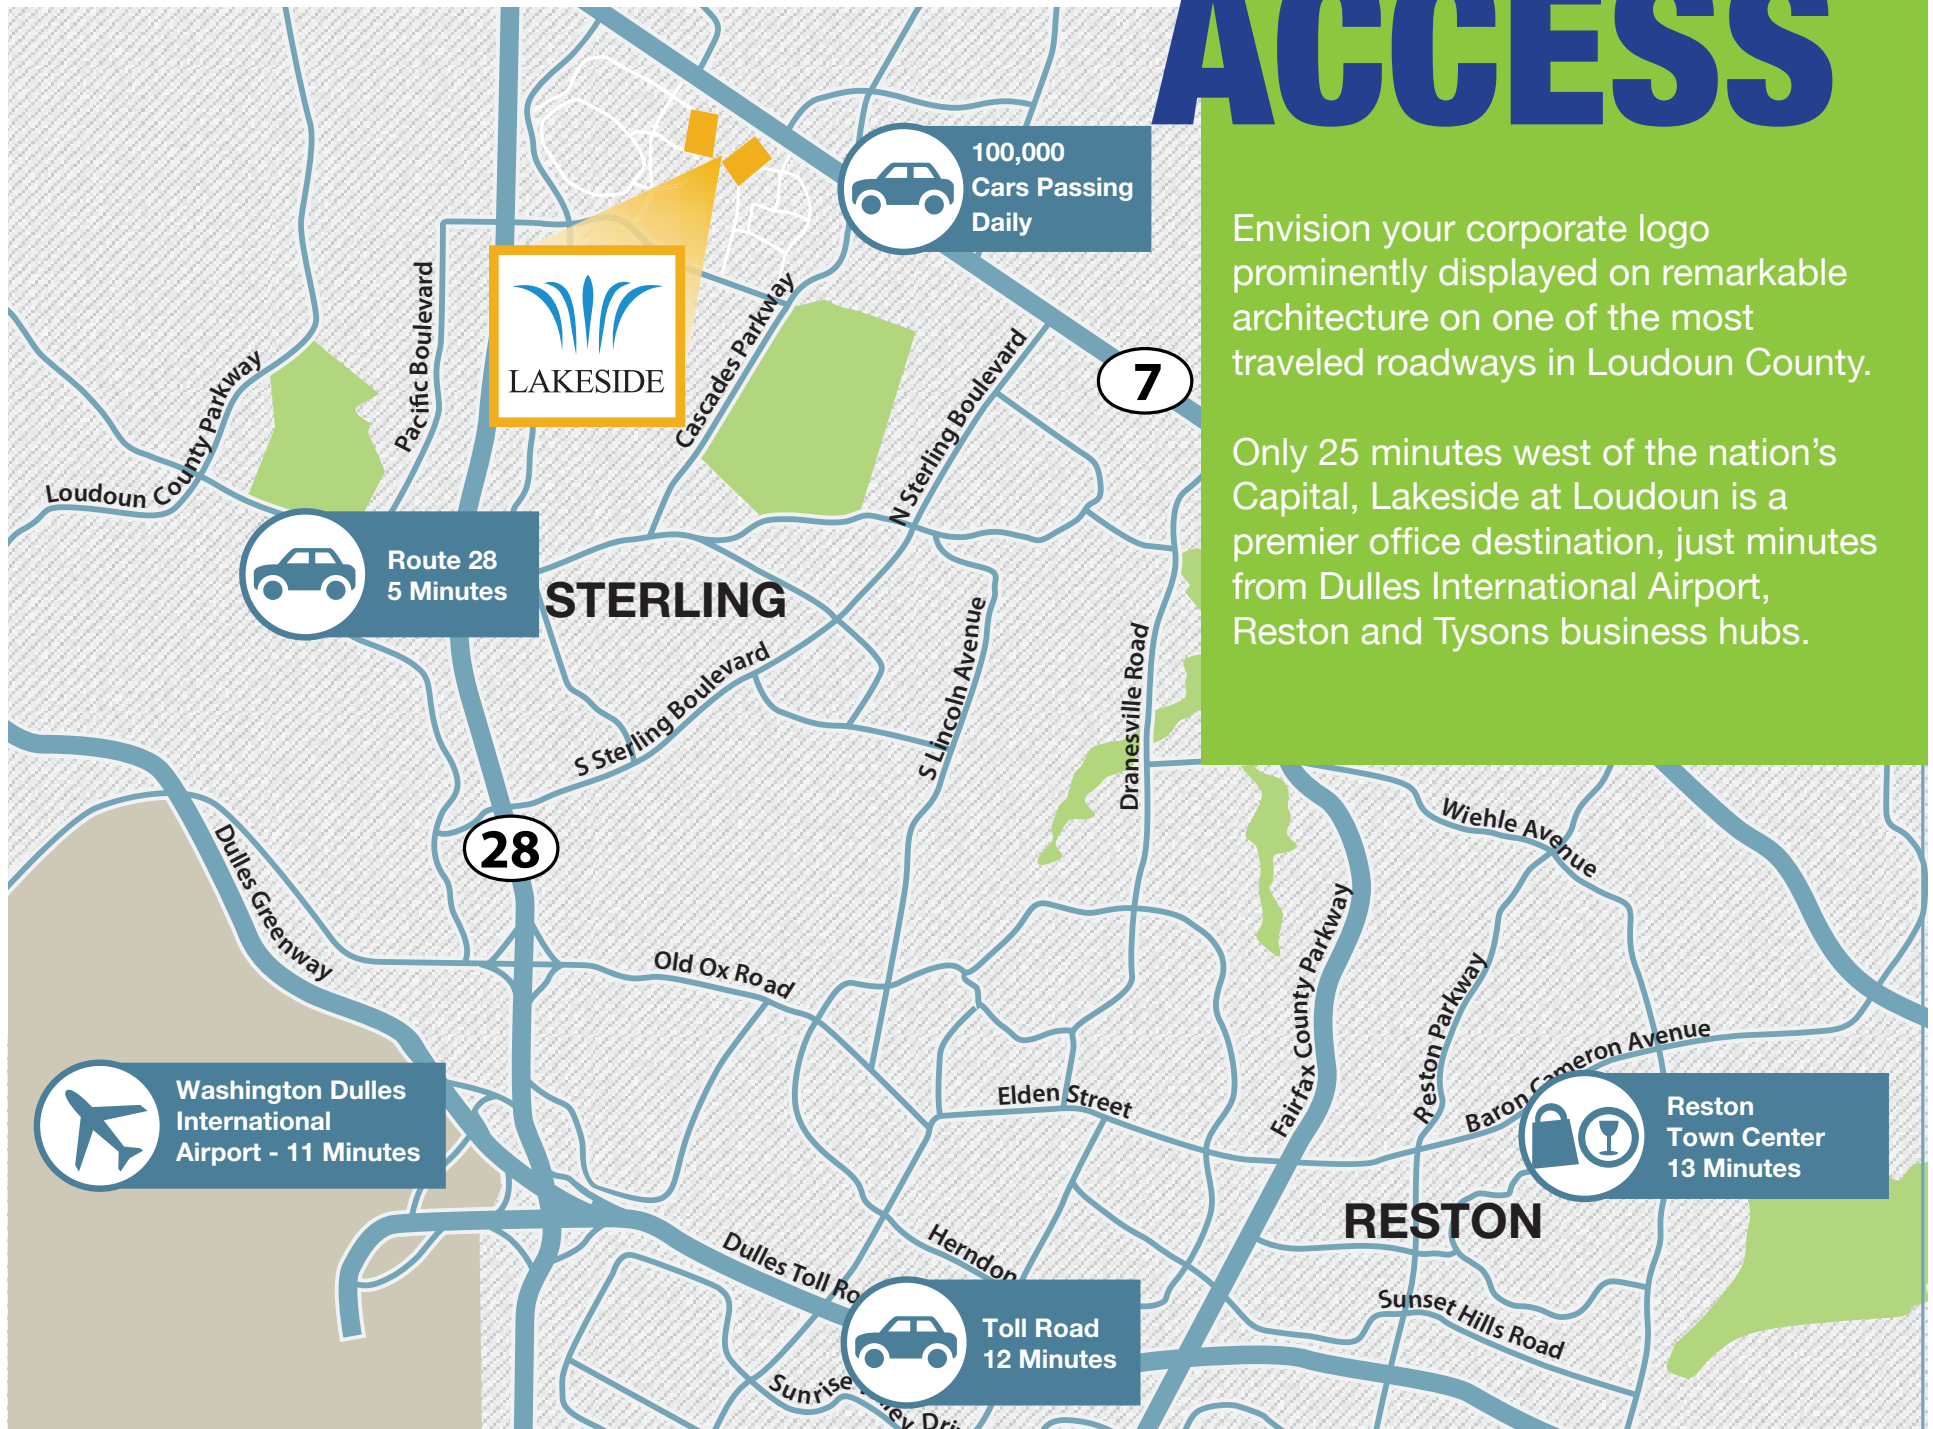 ACCESS
Envision your corporate logo
prominently displayed on remarkable
architecture on one of the most
traveled roadways in Loudoun County.
Only 25 minutes west of the nation’s
Capital, Lakeside at Loudoun is a
premier office destination, just minutes
from Dulles International Airport,
Reston and Tysons business hubs.
100,000
Cars Passing
Daily
LAKESIDE
Pacific Boulevard
Cascades Parkway
N Sterling Boulevard
7
Loudoun County Parkway
Route 28
5 Minutes
STERLING
S Sterling Boulevard
S Lincoln Avenue
Dranesville Road
28
Wiehle Avenue
Dulles Greenway
Old Ox Road
Fairfax County Parkway
Reston Parkway
Baron Cameron Avenue
Washington Dulles
International
Airport - 11 Minutes
Elden Street
Reston
Town Center
13 Minutes
RESTON
Herndon
Dulles Toll Ro
Toll Road
12 Minutes
Sunset Hills Road
Sunrise
ey Dri